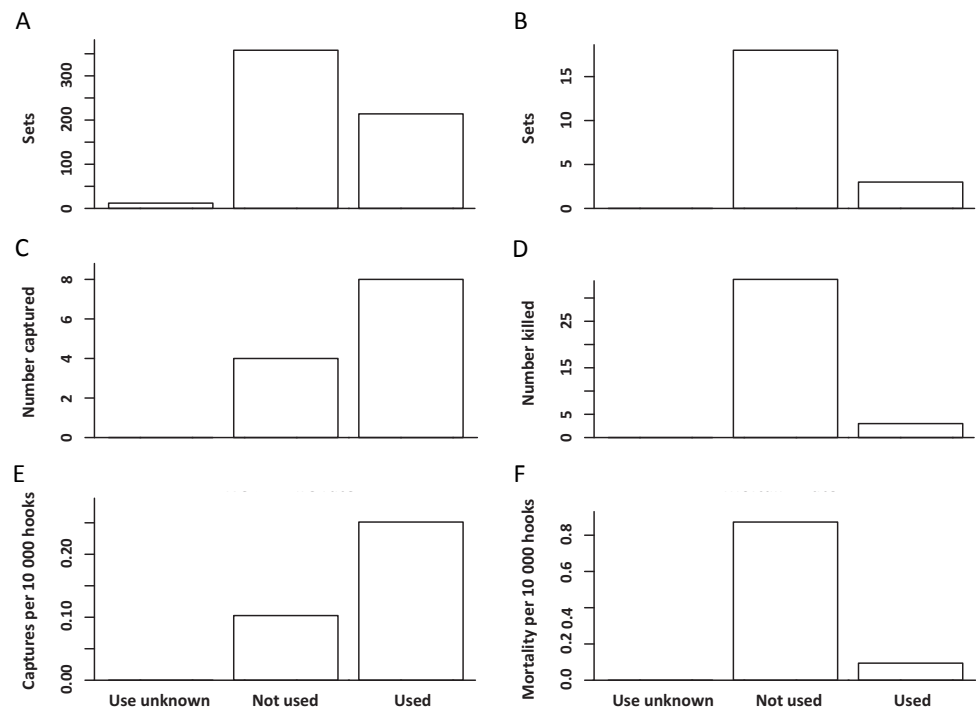 A
Sets
0
100
200
300
B
Sets
0
5
10
15
C
Number captured
0
2
4
6
8
D
Number killed
0
5
15
25
E
Captures per 10 000 hooks
0.00
0.10
0.20
Use unknown
Not used
Used
F
Mortality per 10 000 hooks
0.0
0.2
0.4
0.6
0.8
Use unknown
Not used
Used